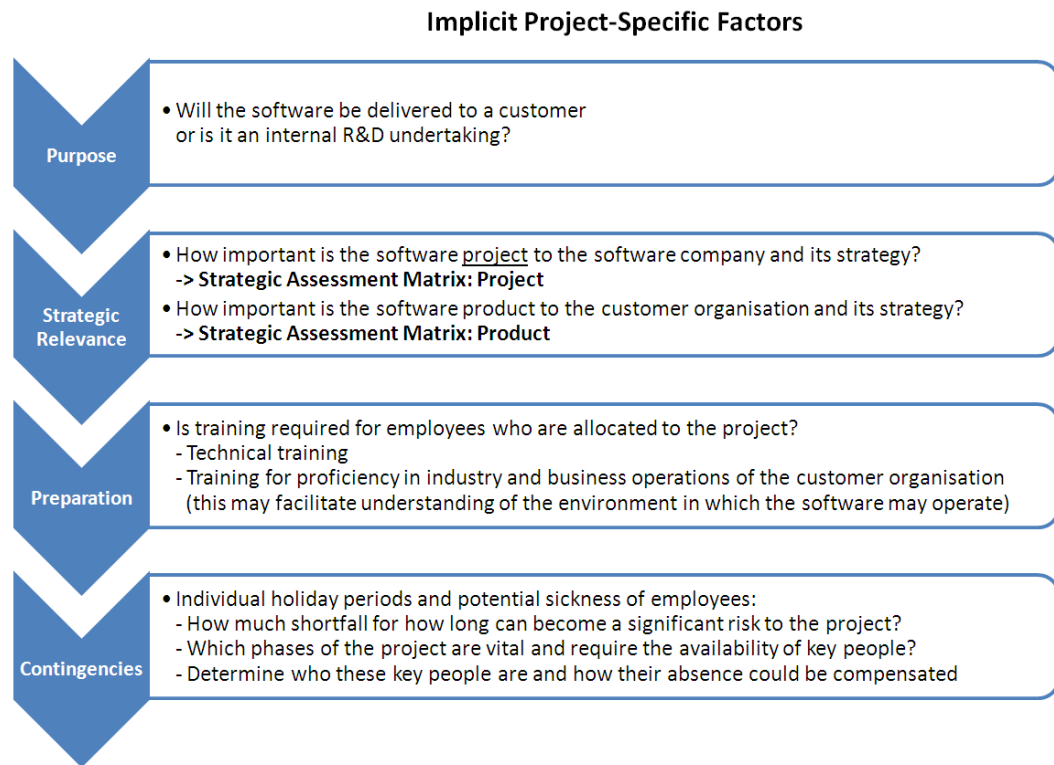 Implicit Project-Specific Factors
Purpose
• Will the software be delivered to a customer
or is it an internal R&D undertaking?
Strategic
Relevance
• How important is the software project to the software company and its strategy?
-> Strategic Assessment Matrix: Project
• How important is the software product to the customer organisation and its strategy?
-> Strategic Assessment Matrix: Product
Preparation
• Is training required for employees who are allocated to the project?
- Technical training
- Training for proficiency in industry and business operations of the customer organisation
(this may facilitate understanding of the environment in which the software may operate)
Contingencies
• Individual holiday periods and potential sickness of employees:
- How much shortfall for how long can become a significant risk to the project?
- Which phases of the project are vital and require the availability of key people?
- Determine who these key people are and how their absence could be compensated